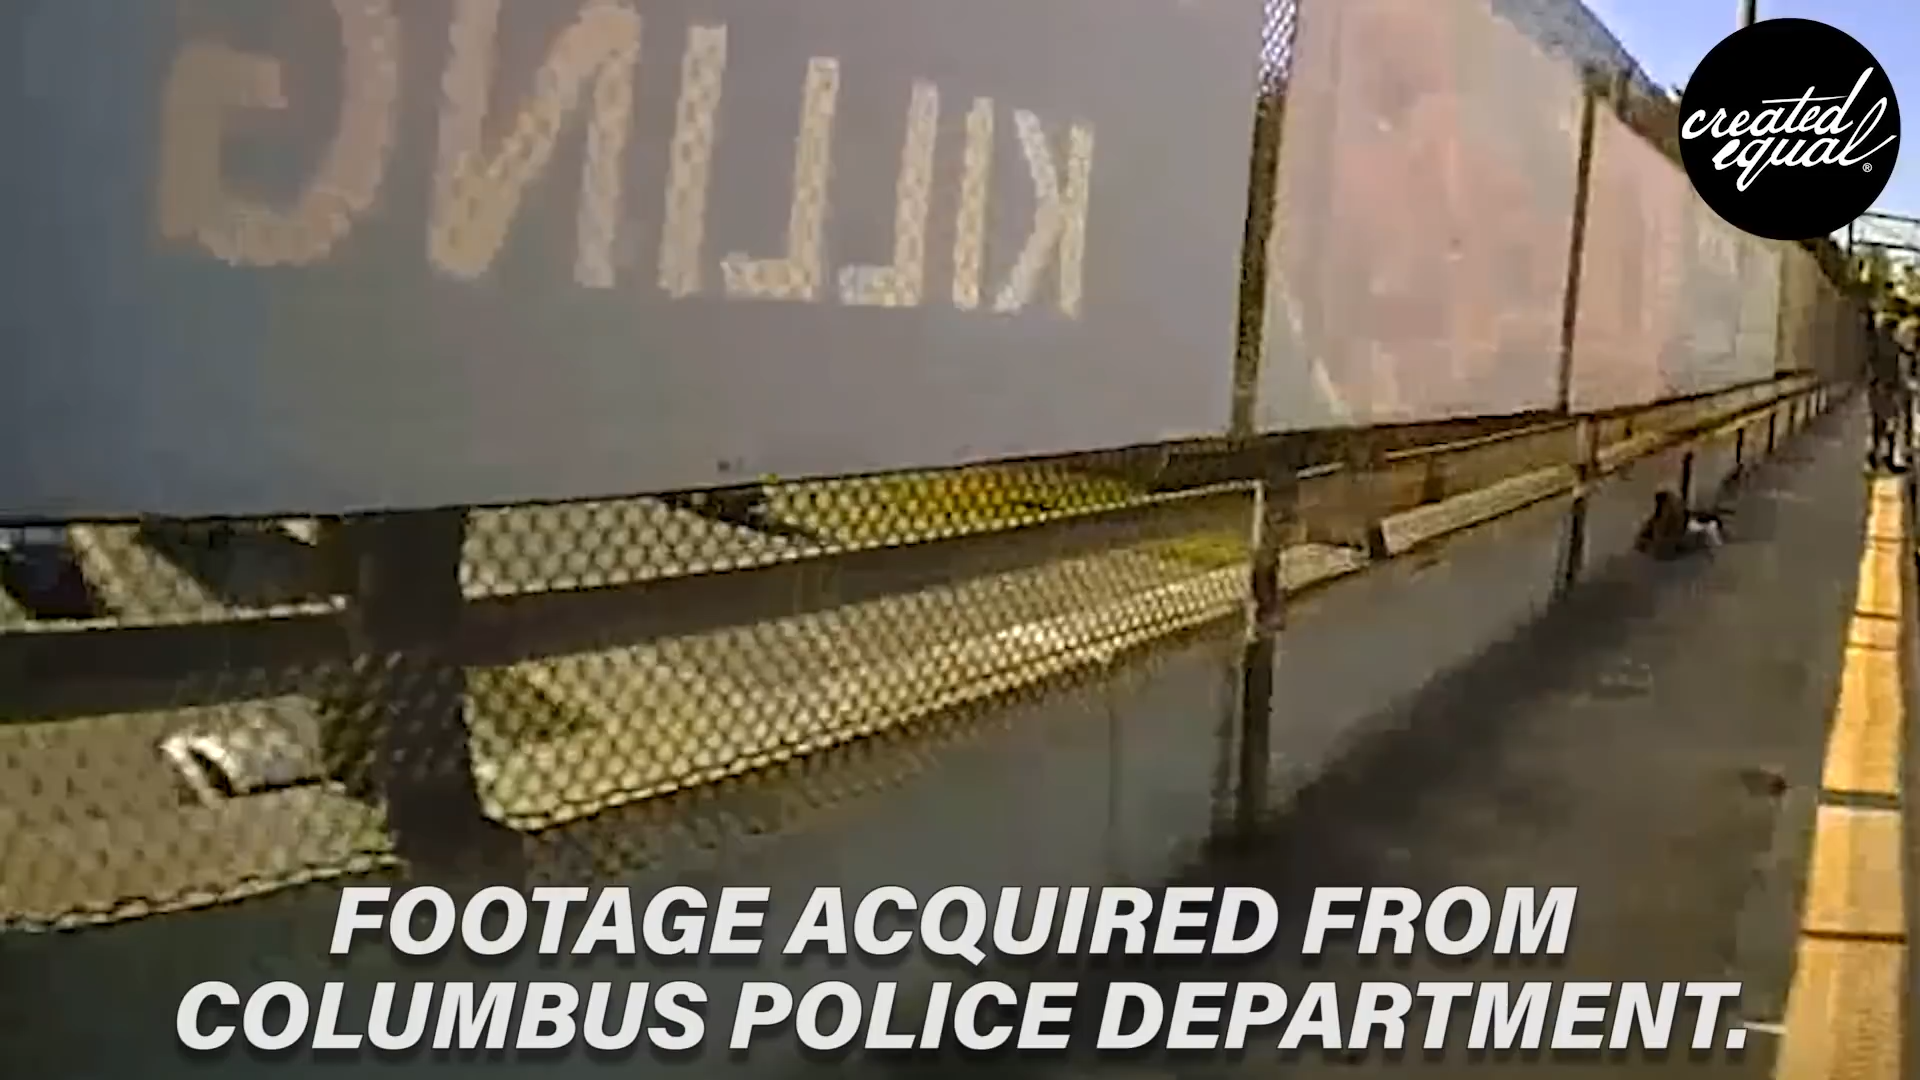 created
equal®
KILLING
FOOTAGE ACQUIRED FROM
COLUMBUS POLICE DEPARTMENT.